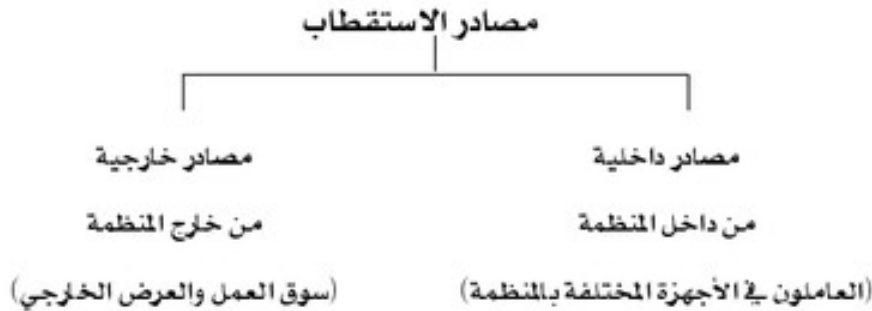 مصادر الاستقطاب
مصادر داخلية
من داخل المنظمة
(العاملون في الأجهزة المختلفة بالمنظمة)
مصادر خارجية
من خارج المنظمة
(سوق العمل والعرض الخارجي)